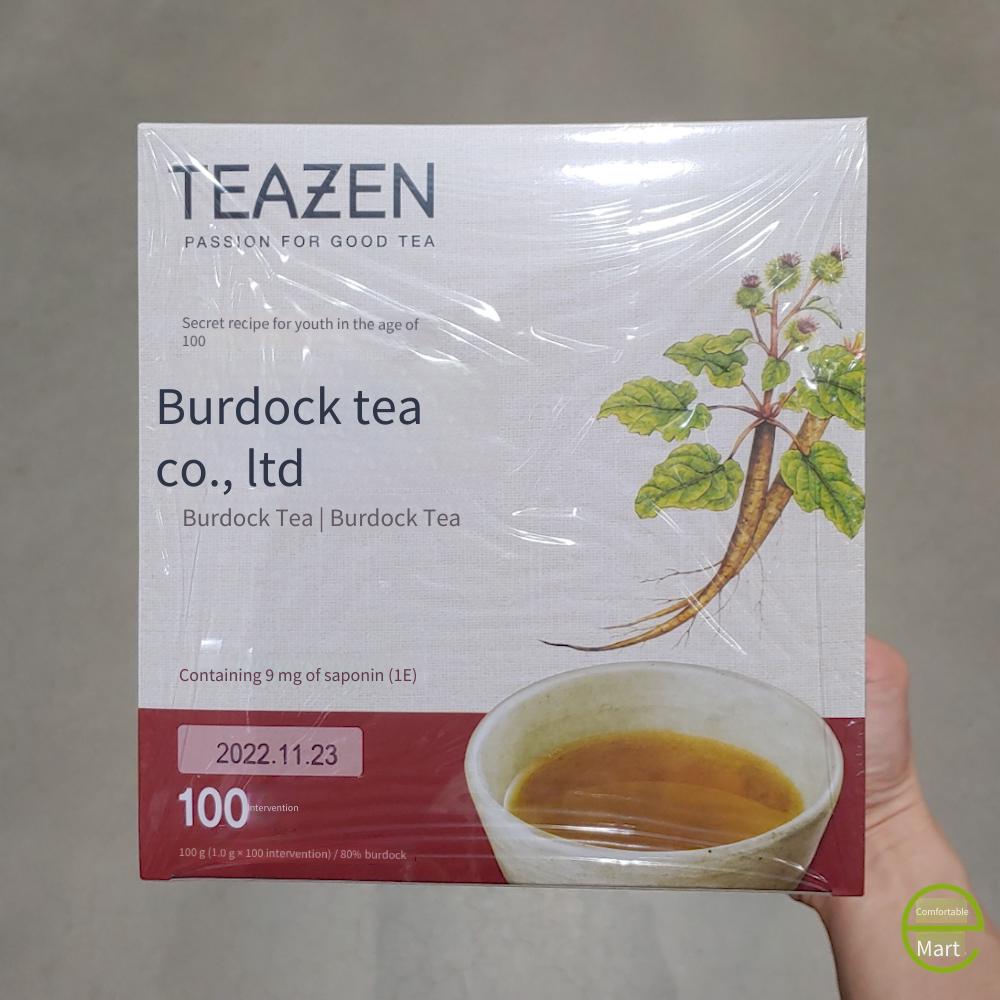 TEAZEN
PASSION FOR GOOD TEA
Secret recipe for youth in the age of
100
Burdock tea
co., ltd
Burdock Tea | Burdock Tea
Containing 9 mg of saponin (1E)
2022.11.23
100 intervention
100 g (1.0 g × 100 intervention) / 80% burdock
Comfortable
Mart